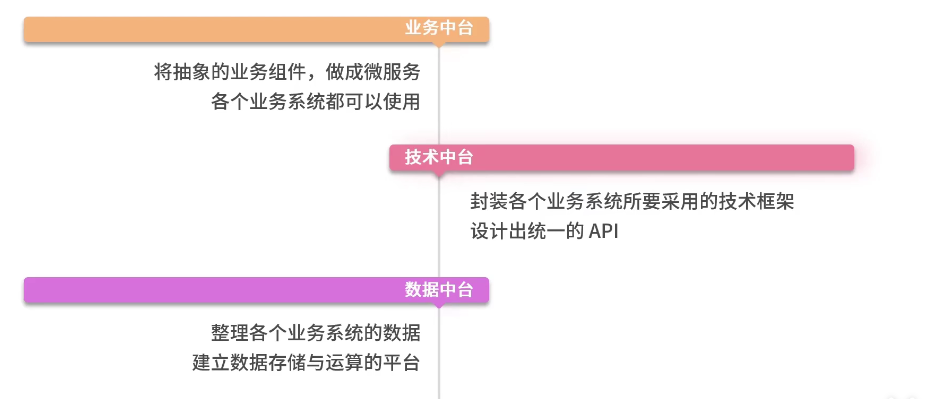 业务中台
将抽象的业务组件，做成微服务
各个业务系统都可以使用
技术中台
封装各个业务系统所要采用的技术框架
设计出统一的 API
数据中台
整理各个业务系统的数据
建立数据存储与运算的平台